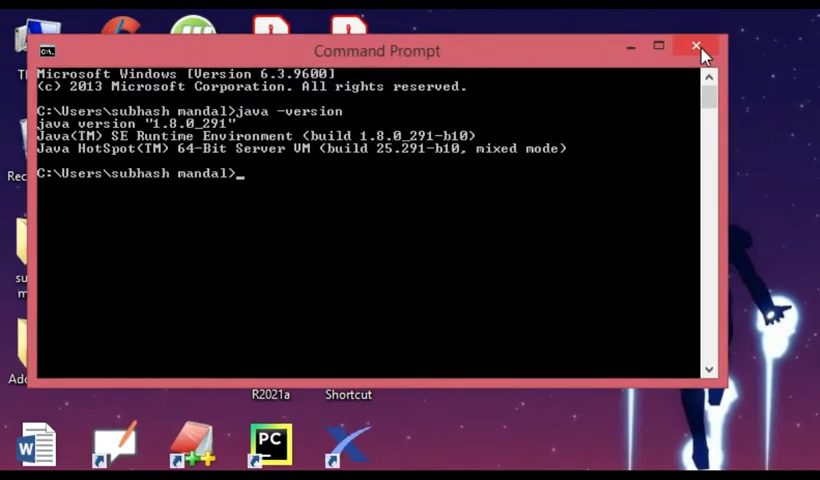 Command Prompt
Microsoft Windows [Version 6.3.9600]
(c) 2013 Microsoft Corporation. All rights reserved.
C:\Users\subhash mandal>java -version
java version "1.8.0_291"
Java(TM) SE Runtime Environment (build 1.8.0_291-b10)
Java HotSpot(TM) 64-Bit Server VM (build 25.291-b10, mixed mode)
C:\Users\subhash mandal>_
R2021a
Shortcut
PC